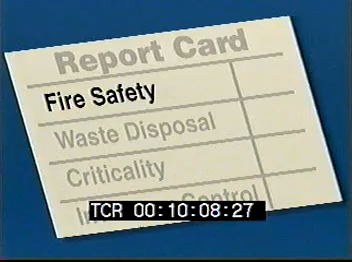 Report Card
Fire Safety
Waste Disposal
Criticality
Control
TCR 00:10:08:27